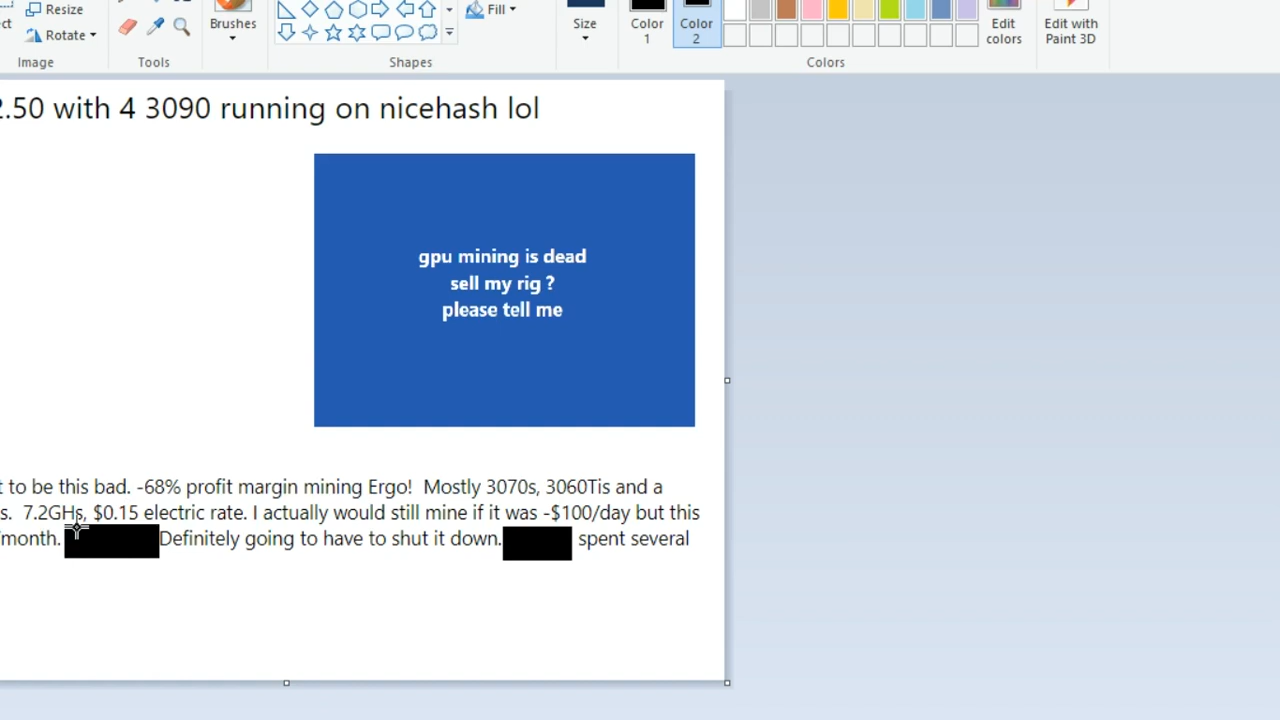 Resize
Rotate
Image
Tools
Brushes
Shapes
Fill
Size
Color
1
Color
2
Colors
Edit
colors
Edit with
Paint 3D
2.50 with 4 3090 running on nicehash lol
gpu mining is dead
sell my rig ?
please tell me
to be this bad. -68% profit margin mining Ergo! Mostly 3070s, 3060Tis and a
7.2GHs, $0.15 electric rate. I actually would still mine if it was -$100/day but this
/month. Definitely going to have to shut it down. spent several